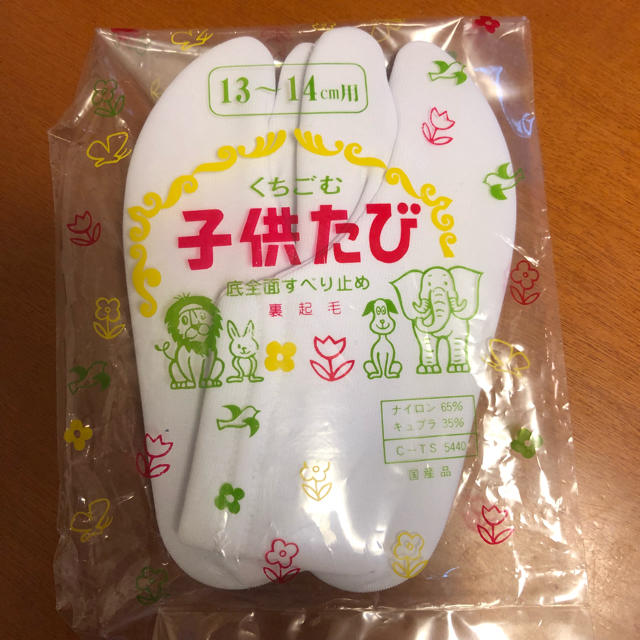 13〜14cm用
くちごむ
子供たび
底全面すべり止め
裏起毛
ナイロン 65%
キュプラ 35%
C-TS 5440
国産品